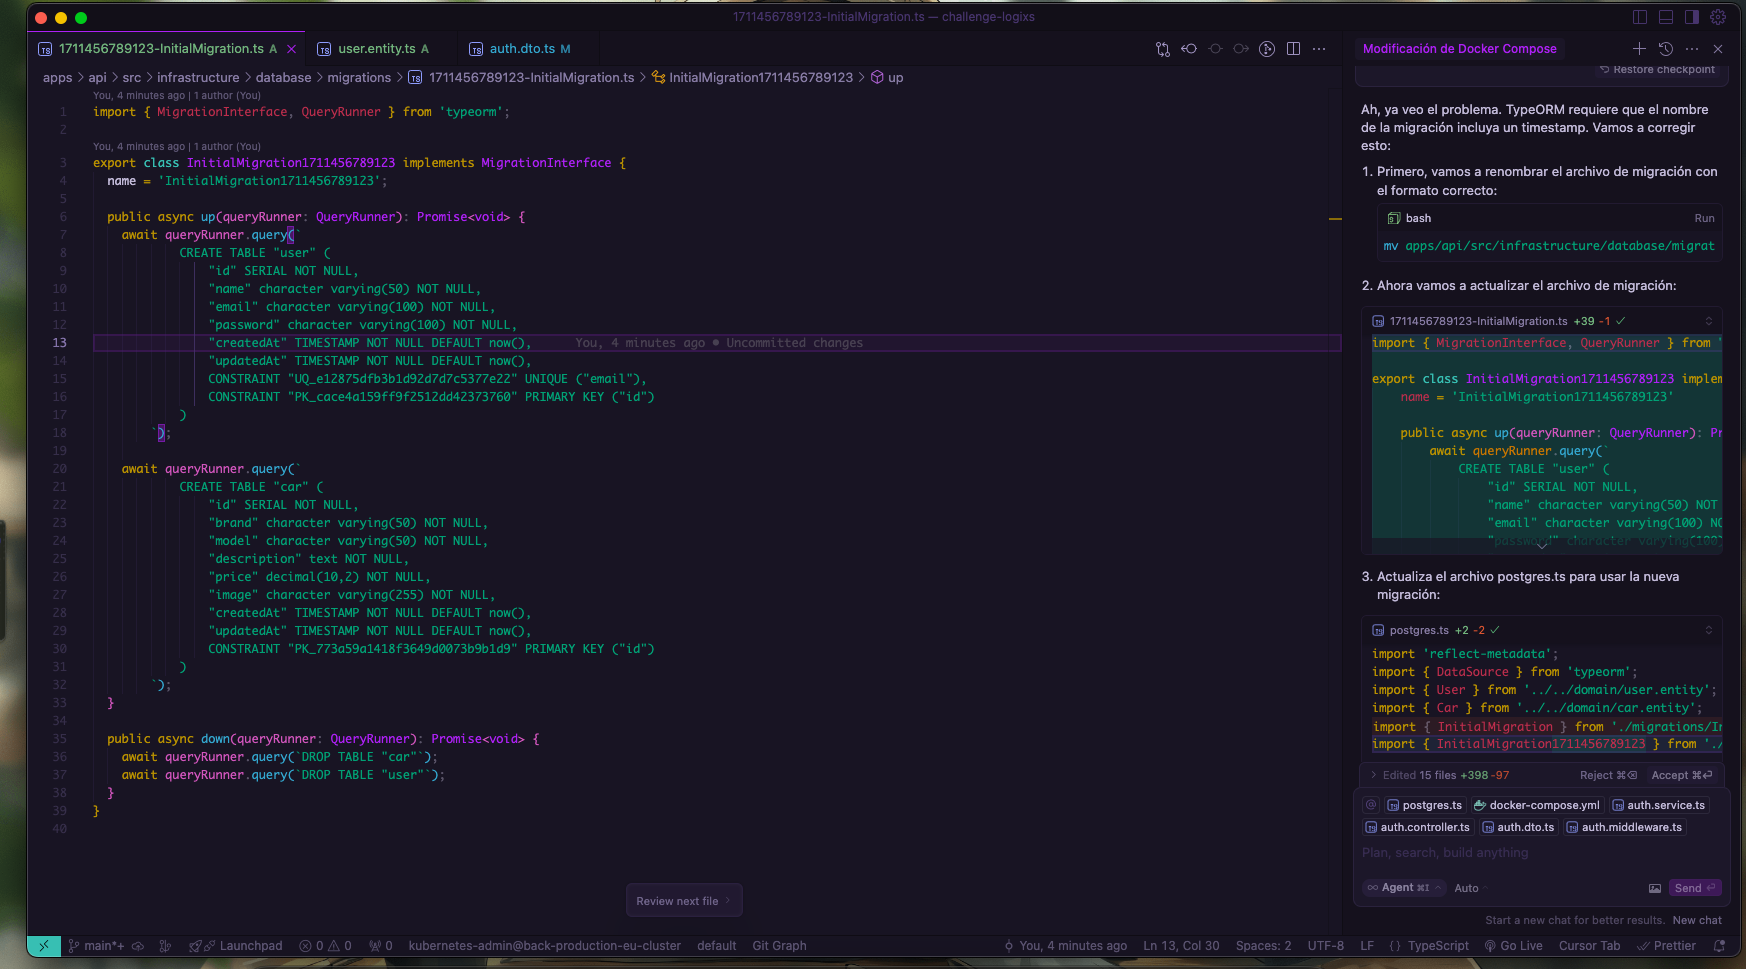 1711456789123-InitialMigration.ts — challenge-logixs
1711456789123-InitialMigration.ts A
user.entity.ts A
auth.dto.ts M
apps > api > src > infrastructure > database > migrations > 1711456789123-InitialMigration.ts > InitialMigration1711456789123 > up
You, 4 minutes ago | 1 author (You)
1 import { MigrationInterface, QueryRunner } from 'typeorm';
2
You, 4 minutes ago | 1 author (You)
3 export class InitialMigration1711456789123 implements MigrationInterface {
4 name = 'InitialMigration1711456789123';
5
6 public async up(queryRunner: QueryRunner): Promise<void> {
7 await queryRunner.query(`
8 CREATE TABLE "user" (
9 "id" SERIAL NOT NULL,
10 "name" character varying(50) NOT NULL,
11 "email" character varying(100) NOT NULL,
12 "password" character varying(100) NOT NULL,
13 "createdAt" TIMESTAMP NOT NULL DEFAULT now(), You, 4 minutes ago • Uncommitted changes
14 "updatedAt" TIMESTAMP NOT NULL DEFAULT now(),
15 CONSTRAINT "UQ_e12875dfb3b1d92d7d7c5377e22" UNIQUE ("email"),
16 CONSTRAINT "PK_cace4a159ff9f2512dd42373760" PRIMARY KEY ("id")
17 )
18 `);
19
20 await queryRunner.query(`
21 CREATE TABLE "car" (
22 "id" SERIAL NOT NULL,
23 "brand" character varying(50) NOT NULL,
24 "model" character varying(50) NOT NULL,
25 "description" text NOT NULL,
26 "price" decimal(10,2) NOT NULL,
27 "image" character varying(255) NOT NULL,
28 "createdAt" TIMESTAMP NOT NULL DEFAULT now(),
29 "updatedAt" TIMESTAMP NOT NULL DEFAULT now(),
30 CONSTRAINT "PK_773a59a1418f3649d0073b9b1d9" PRIMARY KEY ("id")
31 )
32 `);
33 }
34
35 public async down(queryRunner: QueryRunner): Promise<void> {
36 await queryRunner.query(`DROP TABLE "car"`);
37 await queryRunner.query(`DROP TABLE "user"`);
38 }
39 }
40
Review next file >
Modificación de Docker Compose
Restore checkpoint
Ah, ya veo el problema. TypeORM requiere que el nombre
de la migración incluya un timestamp. Vamos a corregir
esto:
1. Primero, vamos a renombrar el archivo de migración con
el formato correcto:
bash Run
mv apps/api/src/infrastructure/database/migrat
2. Ahora vamos a actualizar el archivo de migración:
1711456789123-InitialMigration.ts +39 -1 ✓
import { MigrationInterface, QueryRunner } from '
export class InitialMigration1711456789123 implem
name = 'InitialMigration1711456789123'
public async up(queryRunner: QueryRunner): Pr
await queryRunner.query(`
CREATE TABLE "user" (
"id" SERIAL NOT NULL,
"name" character varying(50) NOT
"email" character varying(100) NO
"password" character varying(100)
3. Actualiza el archivo postgres.ts para usar la nueva
migración:
postgres.ts +2 -2 ✓
import 'reflect-metadata';
import { DataSource } from 'typeorm';
import { User } from '../../domain/user.entity';
import { Car } from '../../domain/car.entity';
import { InitialMigration } from './migrations/In
import { InitialMigration1711456789123 } from './
> Edited 15 files +398 -97 Reject ⌘⌫ Accept ⌘⏎
@ postgres.ts docker-compose.yml auth.service.ts
auth.controller.ts auth.dto.ts auth.middleware.ts
Plan, search, build anything
∞ Agent ⌘I Auto Send ⏎
Start a new chat for better results. New chat
main*+ Launchpad 0 0 0 kubernetes-admin@back-production-eu-cluster default Git Graph You, 4 minutes ago Ln 13, Col 30 Spaces: 2 UTF-8 LF {} TypeScript Go Live Cursor Tab Prettier